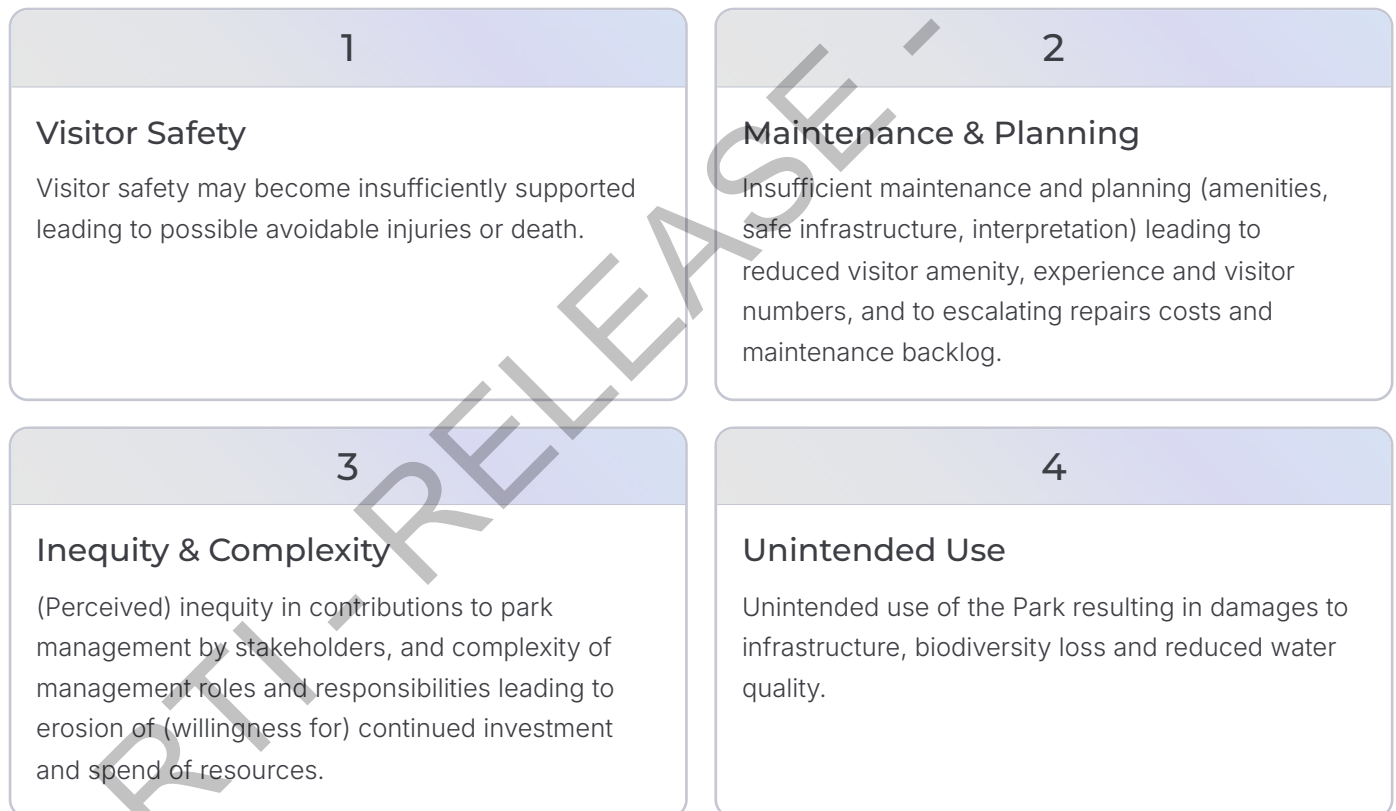 1
Visitor Safety
Visitor safety may become insufficiently supported
leading to possible avoidable injuries or death.
2
Maintenance & Planning
Insufficient maintenance and planning (amenities,
safe infrastructure, interpretation) leading to
reduced visitor amenity, experience and visitor
numbers, and to escalating repairs costs and
maintenance backlog.
3
Inequity & Complexity
(Perceived) inequity in contributions to park
management by stakeholders, and complexity of
management roles and responsibilities leading to
erosion of (willingness for) continued investment
and spend of resources.
4
Unintended Use
Unintended use of the Park resulting in damages to
infrastructure, biodiversity loss and reduced water
quality.
RTI - RELEASE -